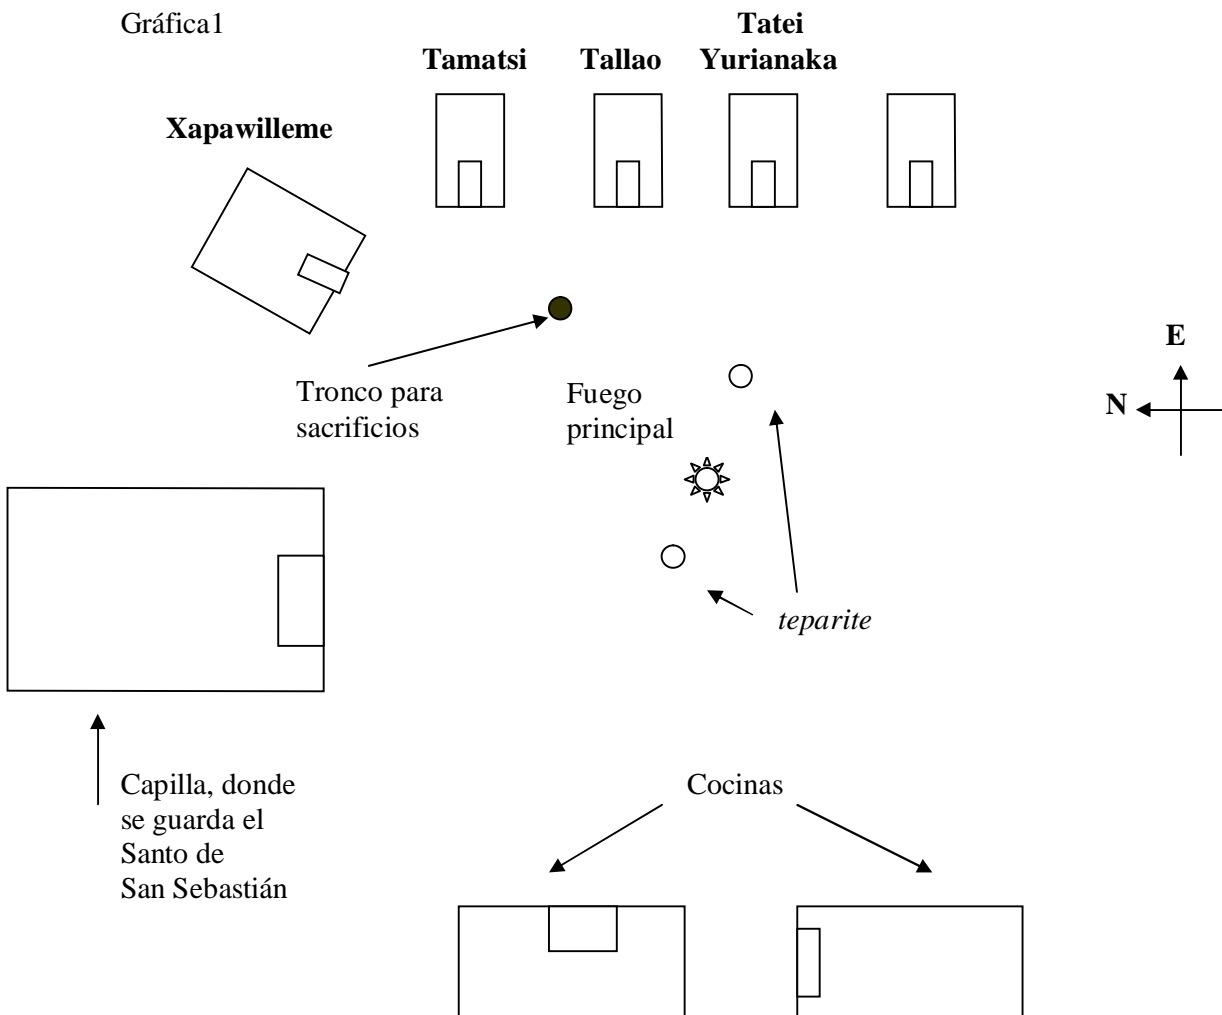 Gráfica1
Tatei
Tamatsi Tallao Yurianaka
Xapawilleme
E
N
Tronco para
sacrificios
Fuego
principal
teparite
Capilla, donde
se guarda el
Santo de
San Sebastián
Cocinas